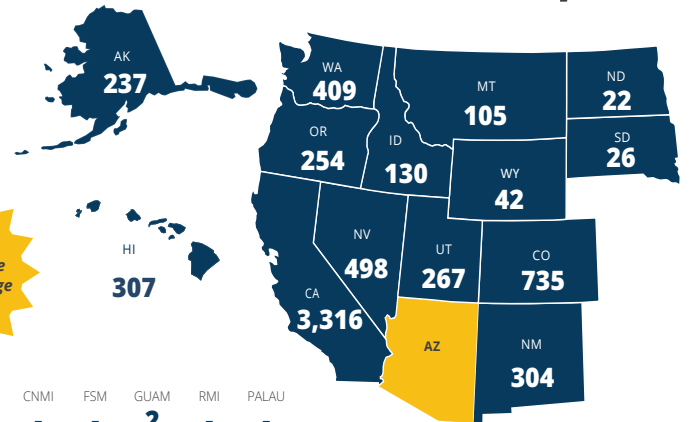 AK
237
WA
409
MT
105
ND
22
OR
254
ID
130
SD
26
WY
42
HI
307
NV
498
UT
267
CO
735
CA
3,316
AZ
NM
304
CNMI FSM GUAM RMI PALAU
- - 2 - -